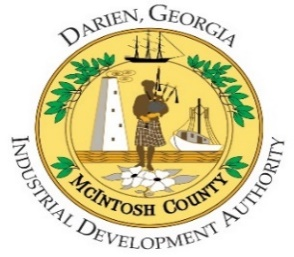 DARIEN, GEORGIA
MCINTOSH COUNTY
INDUSTRIAL DEVELOPMENT AUTHORITY